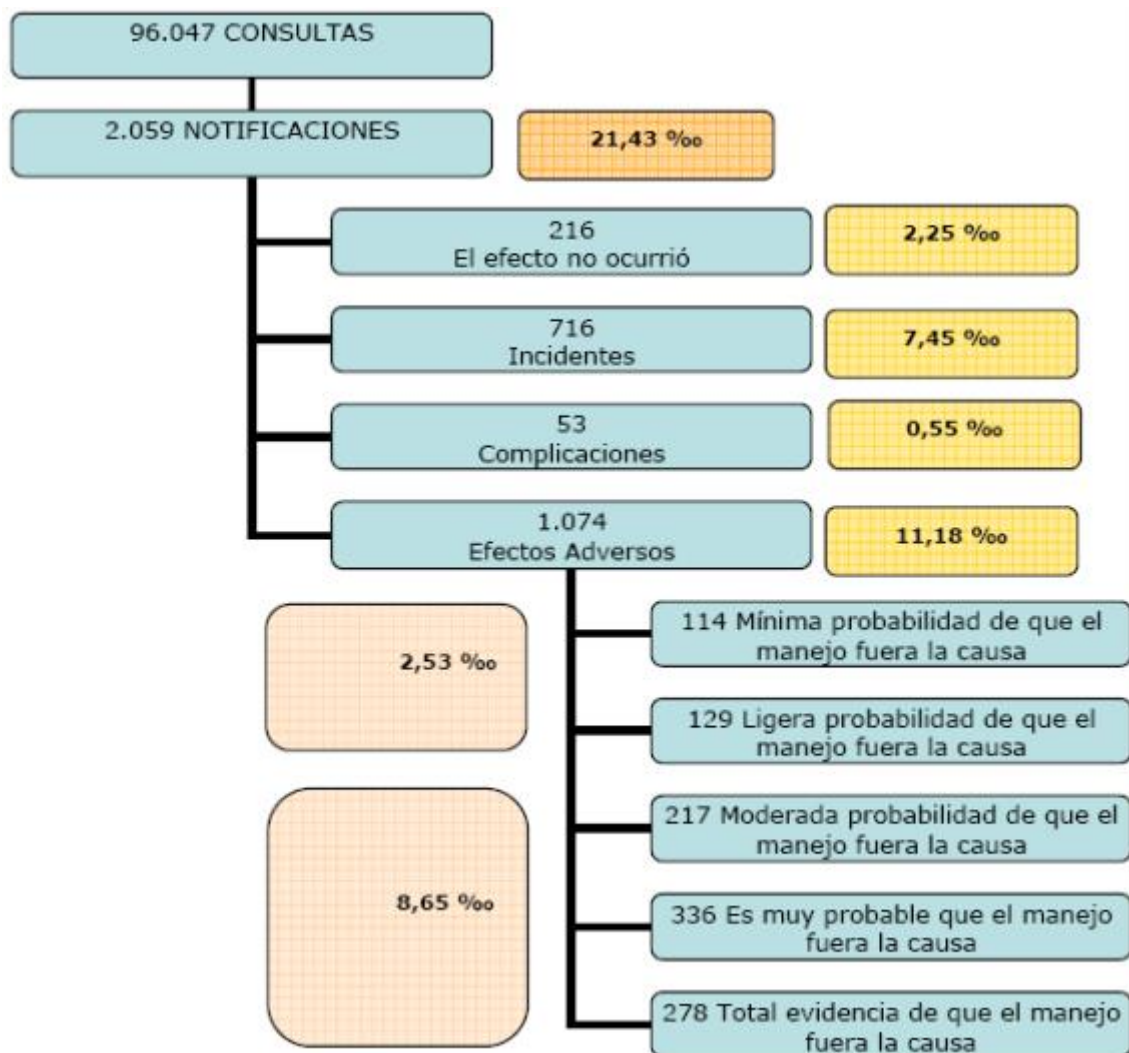 96.047 CONSULTAS
2.059 NOTIFICACIONES
21,43 ‰
216
El efecto no ocurrió
2,25 ‰
716
Incidentes
7,45 ‰
53
Complicaciones
0,55 ‰
1.074
Efectos Adversos
11,18 ‰
2,53 ‰
114 Mínima probabilidad de que el
manejo fuera la causa
129 Ligera probabilidad de que el
manejo fuera la causa
8,65 ‰
217 Moderada probabilidad de que el
manejo fuera la causa
336 Es muy probable que el manejo
fuera la causa
278 Total evidencia de que el manejo
fuera la causa